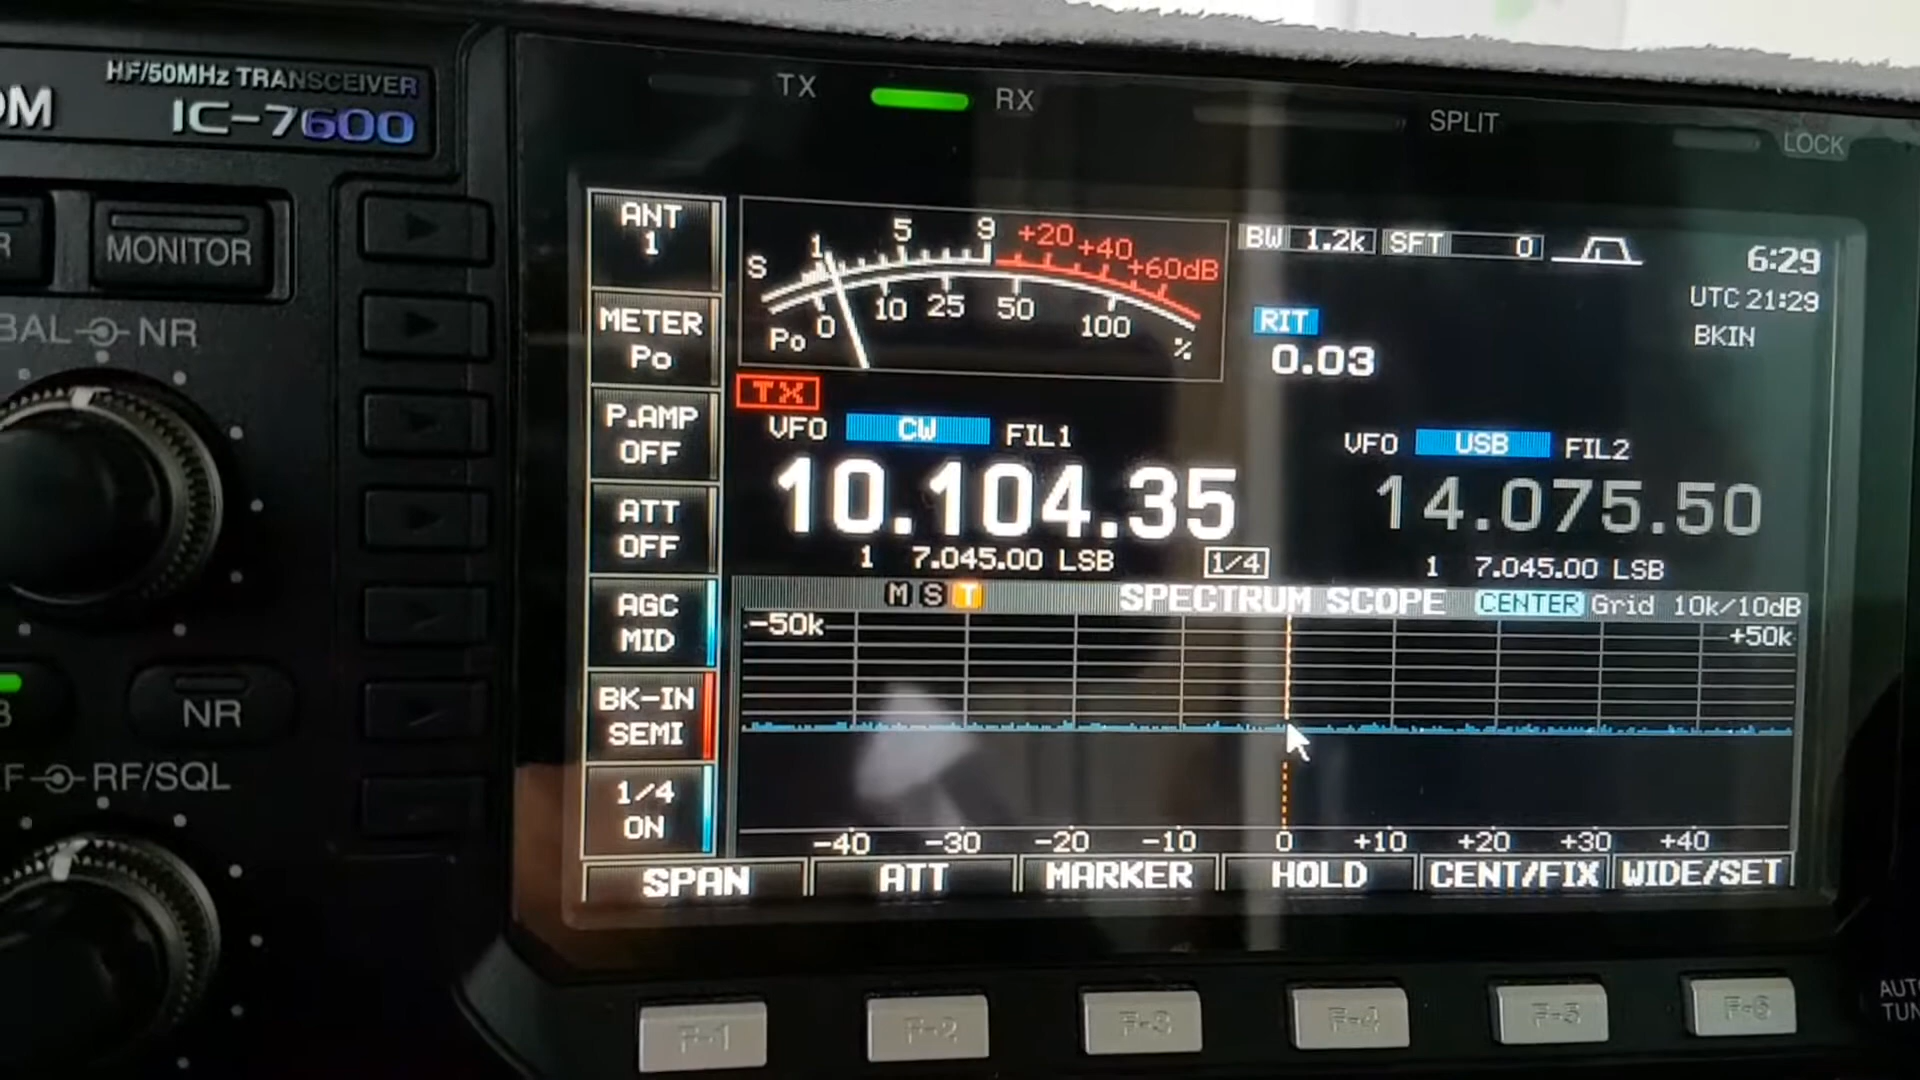 HF/50MHz TRANSCEIVER
IC-7600
TX RX SPLIT LOCK
MONITOR
NR
NR
RF/SQL
ANT
1
METER
Po
P.AMP
OFF
ATT
OFF
AGC
MID
BK-IN
SEMI
1/4
ON
S 1 5 9 +20 +40 +60dB
Po 0 10 25 50 100 %
BW 1.2k SFT 0
6:29
UTC 21:29
BKIN
RIT
0.03
TX
VFO CW FIL1
10.104.35
1 7.045.00 LSB 1/4
VFO USB FIL2
14.075.50
1 7.045.00 LSB
M S T SPECTRUM SCOPE CENTER Grid 10k/10dB
-50k +50k
-40 -30 -20 -10 0 +10 +20 +30 +40
SPAN ATT MARKER HOLD CENT/FIX WIDE/SET
F-1 F-2 F-3 F-4 F-5 F-6